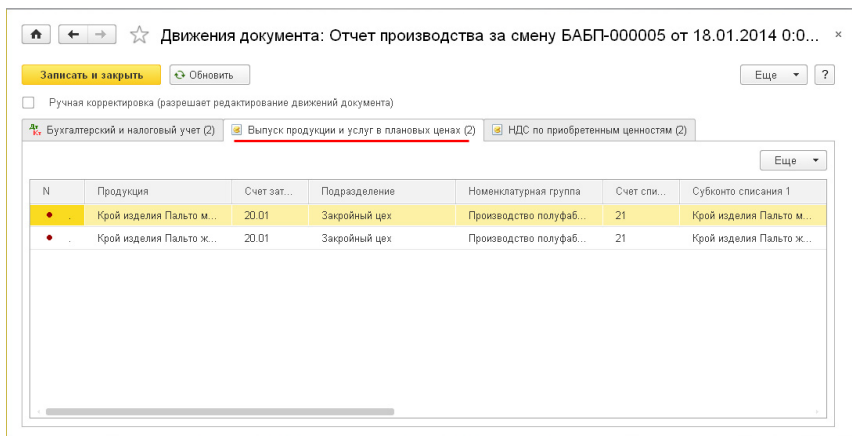 Движения документа: Отчет производства за смену БАБП-000005 от 18.01.2014 0:0... ×
Записать и закрыть Обновить Еще ?
Ручная корректировка (разрешает редактирование движений документа)
Дт Кт Бухгалтерский и налоговый учет (2) Выпуск продукции и услуг в плановых ценах (2) НДС по приобретенным ценностям (2)
Еще
N Продукция Счет зат... Подразделение Номенклатурная группа Счет спи... Субконто списания 1
Крой изделия Пальто м... 20.01 Закройный цех Производство полуфаб... 21 Крой изделия Пальто м...
Крой изделия Пальто ж... 20.01 Закройный цех Производство полуфаб... 21 Крой изделия Пальто ж...